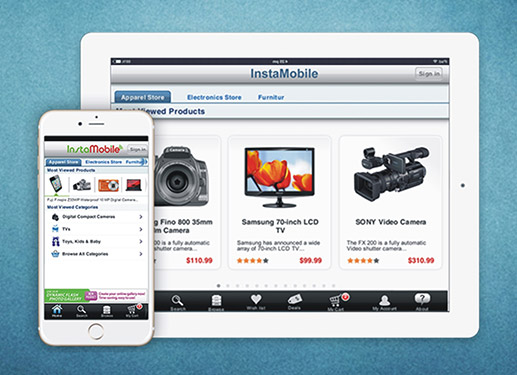 InstaMobile
Sign In
Apparel Store
Electronics Store
Furnitur
Most Viewed Products
g Fino 800 35mm
m Camera
0 is a fully automatic
shutter camera...
$110.99
Samsung 70-inch LCD
TV
Samsung has announced a wide
array of 70-inch LCD TV...
$99.99
SONY Video Camera
The FX 200 is a fully automatic
Video shutter camera...
$310.99
Search
Browse
Wish list
Deals
My Cart
My Account
About
InstaMobile
Sign In
Apparel Store
Electronics Store
Furnitur
Most Viewed Products
Most Viewed Categories
Digital Compact Cameras
TVs
Toys, Kids & Baby
Browse All Categories
DYNAMIC FLASH
PHOTO GALLERY
Home
Search
Browse
My Cart